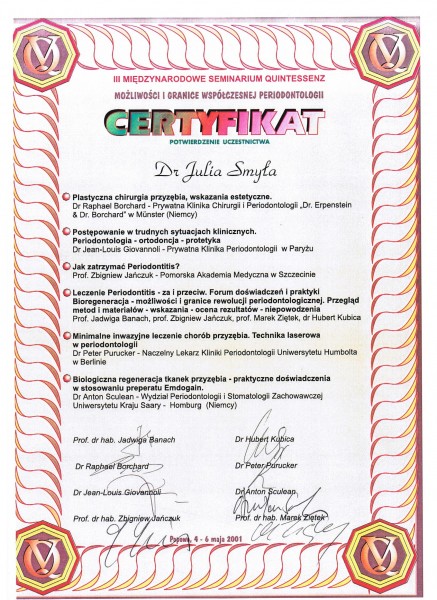 III MIĘDZYNARODOWE SEMINARIUM QUINTESSENZ
MOŻLIWOŚCI I GRANICE WSPÓŁCZESNEJ PERIODONTOLOGII
CERTYFIKAT
POTWIERDZENIE UCZESTNICTWA
Dr Julia Smyła
Plastyczna chirurgia przyzębia, wskazania estetyczne.
Dr Raphael Borchard - Prywatna Klinika Chirurgii i Periodontologii „Dr. Erpenstein
& Dr. Borchard" w Münster (Niemcy)
Postępowanie w trudnych sytuacjach klinicznych.
Periodontologia - ortodoncja - protetyka
Dr Jean-Louis Giovannoli - Prywatna Klinika Periodontologii w Paryżu
Jak zatrzymać Periodontitis?
Prof. Zbigniew Jańczuk - Pomorska Akademia Medyczna w Szczecinie
Leczenie Periodontitis - za i przeciw. Forum doświadczeń i praktyki
Bioregeneracja - możliwości i granice rewolucji periodontologicznej. Przegląd
metod i materiałów - wskazania - ocena rezultatów - niepowodzenia
Prof. Jadwiga Banach, prof. Zbigniew Jańczuk, prof. Marek Ziętek, dr Hubert Kubica
Minimalne inwazyjne leczenie chorób przyzębia. Technika laserowa
w periodontologii
Dr Peter Purucker - Naczelny Lekarz Kliniki Periodontologii Uniwersytetu Humbolta
w Berlinie
Biologiczna regeneracja tkanek przyzębia - praktyczne doświadczenia
w stosowaniu preperatu Emdogain.
Dr Anton Sculean - Wydział Periodontologii i Stomatologii Zachowawczej
Uniwersytetu Kraju Saary - Homburg (Niemcy)
Prof. dr hab. Jadwiga Banach
Dr Hubert Kubica
Dr Raphael Borchard
Dr Peter Purucker
Dr Jean-Louis Giovannoli
Dr Anton Sculean
Prof. dr hab. Zbigniew Jańczuk
Prof. dr hab. Marek Ziętek
Popowo, 4 - 6 maja 2001